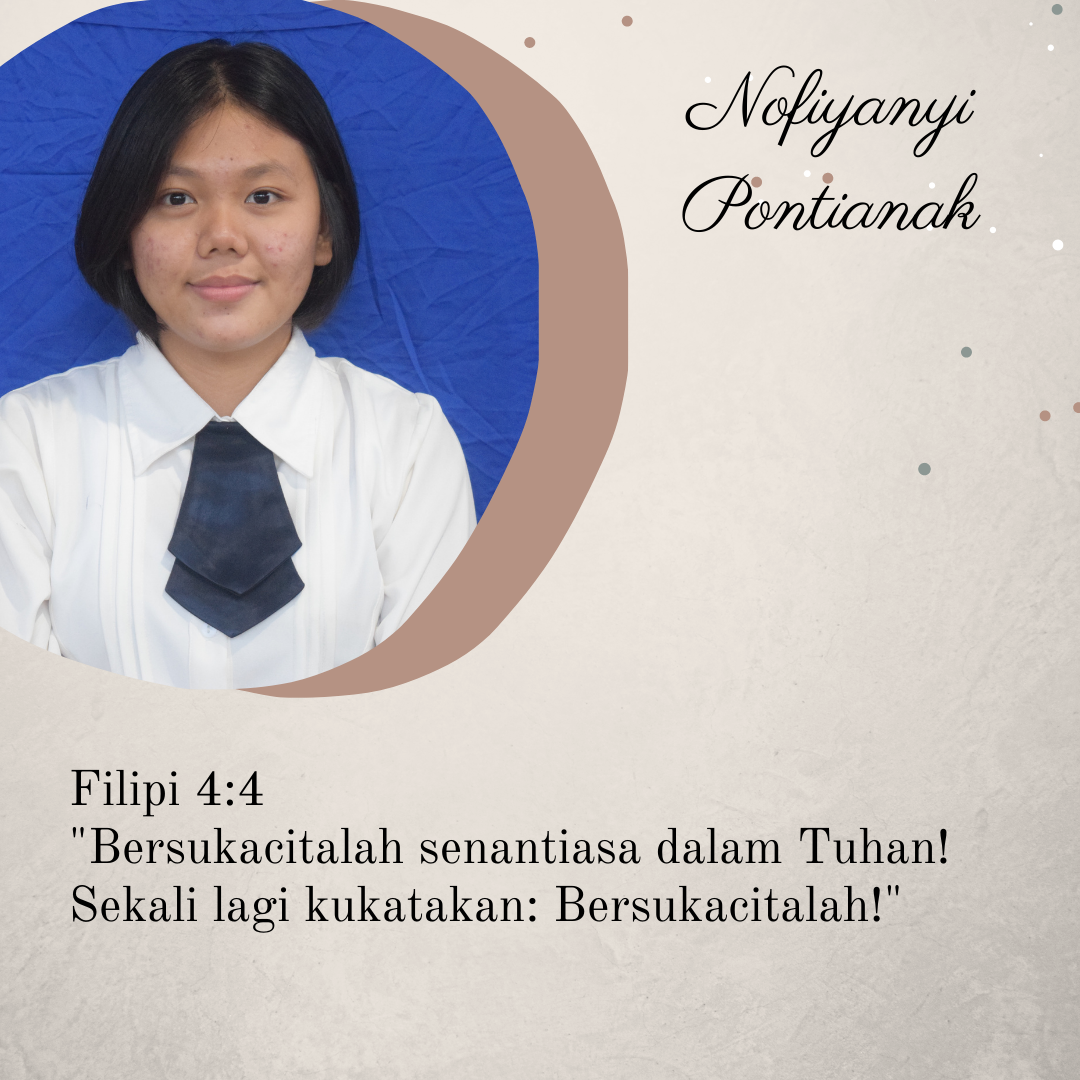 Nofiyanyi
Pontianak
Filipi 4:4
"Bersukacitalah senantiasa dalam Tuhan!
Sekali lagi kukatakan: Bersukacitalah!"